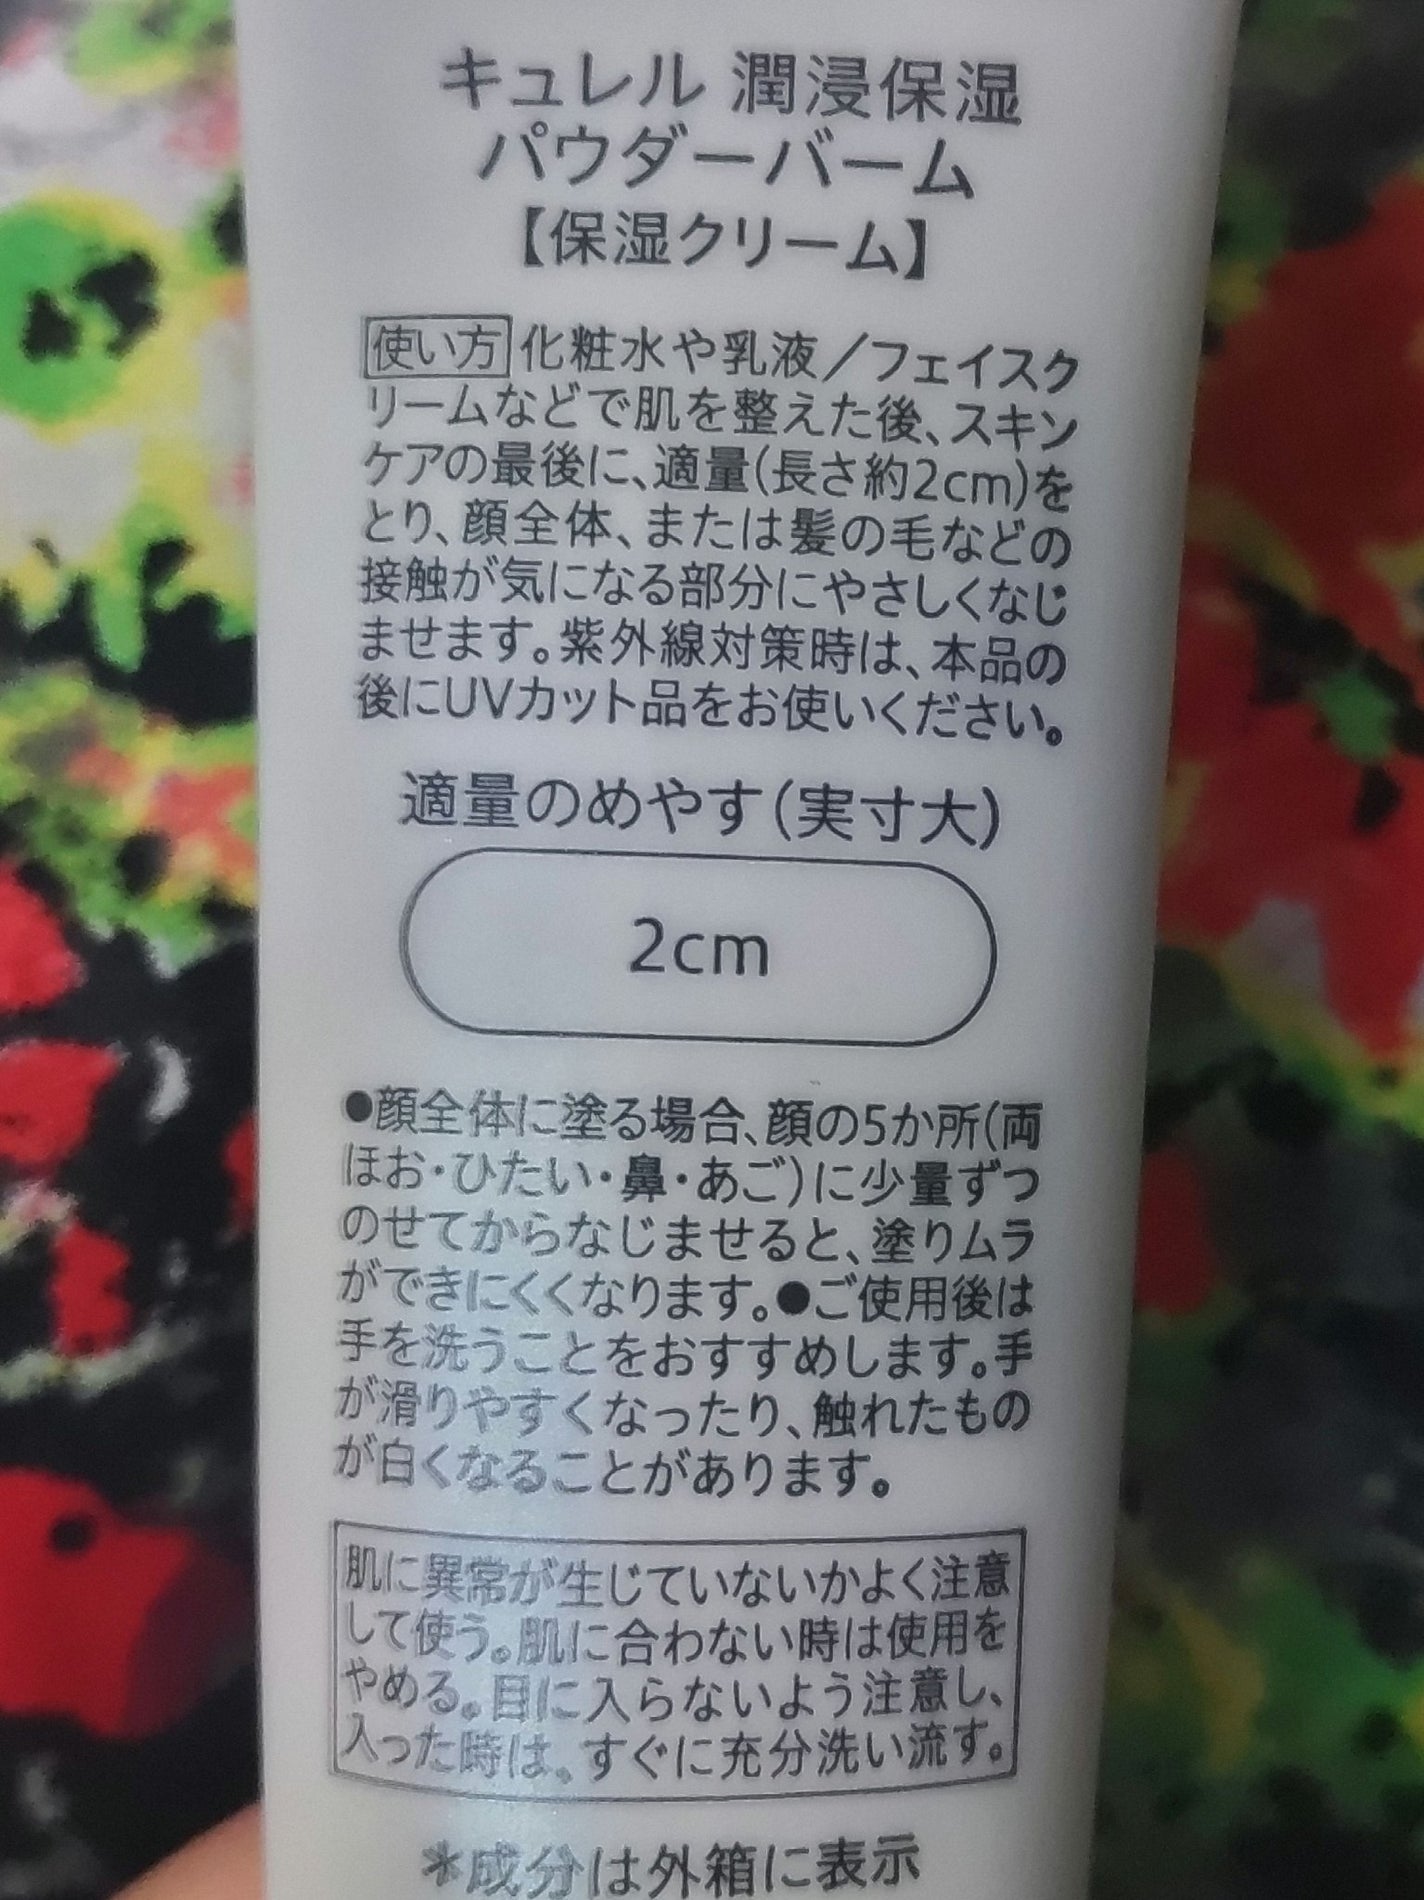 キュレル 潤浸保湿
パウダーバーム
【保湿クリーム】
使い方 化粧水や乳液/フェイスク
リームなどで肌を整えた後、スキン
ケアの最後に、適量(長さ約2cm)を
とり、顔全体、または髪の毛などの
接触が気になる部分にやさしくなじ
ませます。紫外線対策時は、本品の
後にUVカット品をお使いください。
適量のめやす(実寸大)
2cm
●顔全体に塗る場合、顔の5か所(両
ほお・ひたい・鼻・あご)に少量ずつ
のせてからなじませると、塗りムラ
ができにくくなります。●ご使用後は
手を洗うことをおすすめします。手
が滑りやすくなったり、触れたもの
が白くなることがあります。
肌に異常が生じていないかよく注意
して使う。肌に合わない時は使用を
やめる。目に入らないよう注意し、
入った時は、すぐに充分洗い流す。
*成分は外箱に表示